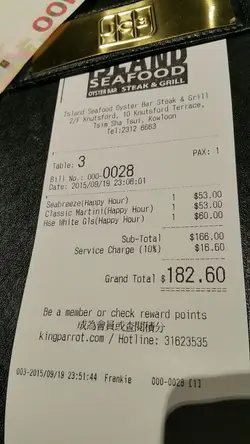 ISLAND
SEAFOOD
OYSTER BAR STEAK & GRILL
Island Seafood Oyster Bar Steak & Grill
2/F Knutsford, 10 Knutsford Terrace,
Tsim Sha Tsui, Kowloon
Tel:2312 6663
Table: 3 PAX: 1
Bill No.: 000-0028
Date: 2015/09/19 23:06:01
Seabreeze(Happy Hour) 1 $53.00
Classic Martini(Happy Hour) 1 $53.00
Hse White Gls(Happy Hour) 1 $60.00
Sub-Total $166.00
Service Charge (10%) $16.60
Grand Total $182.60
Be a member or check reward points
成為會員或查閱積分
kingparrot.com / Hotline: 31623535
003-2015/09/19 23:51:44 Frankie 000-0028 [1]